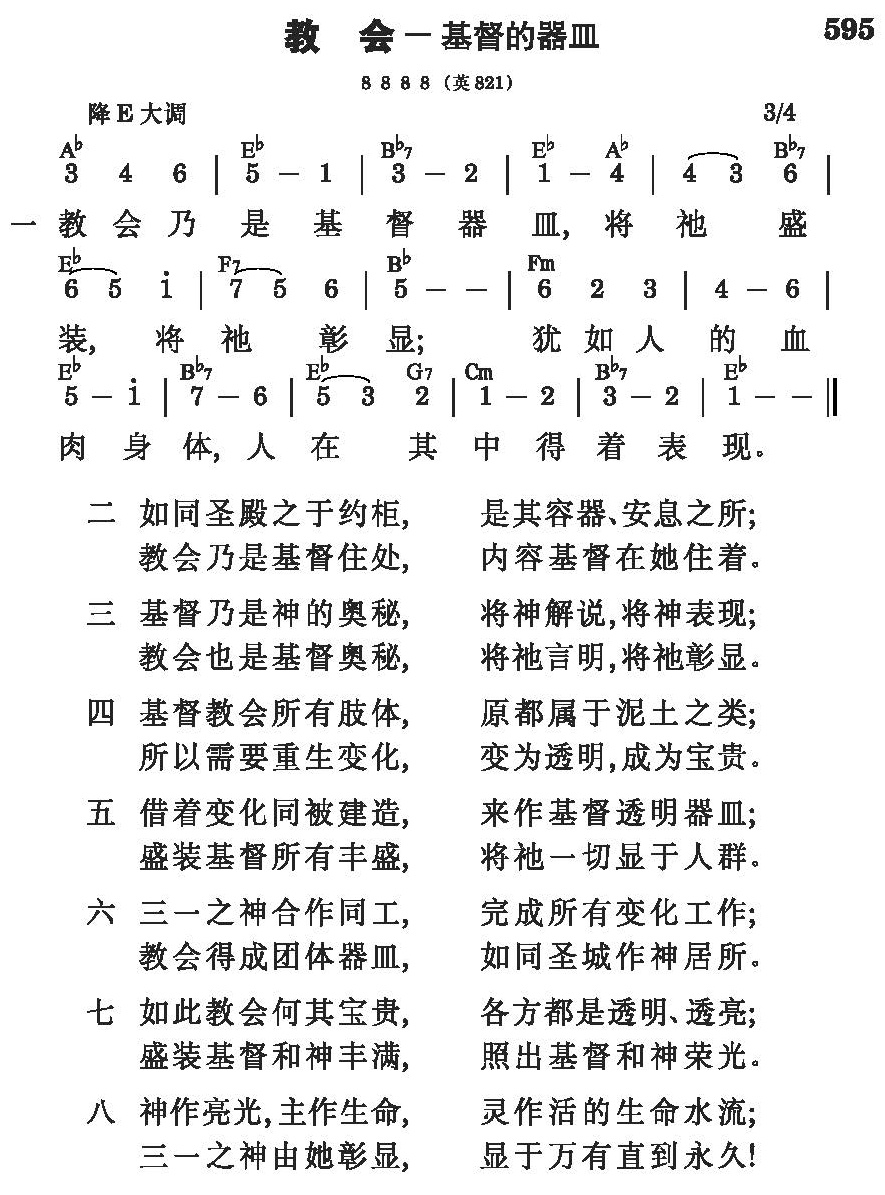 教 会 － 基督的器皿 595
8 8 8 8 (英 821)
降 E 大调 3/4
A♭ E♭ B♭7 E♭ A♭ B♭7
3 4 6 | 5 － 1 | 3 － 2 | 1 － 4 | 4 3 6 |
一 教 会 乃 是 基 督 器 皿, 将 祂 盛
E♭ F7 B♭ Fm
6 5 i | 7 5 6 | 5 － － | 6 2 3 | 4 － 6 |
装, 将 祂 彰 显; 犹 如 人 的 血
E♭ B♭7 E♭ G7 Cm B♭7 E♭
5 － i | 7 － 6 | 5 3 2 | 1 － 2 | 3 － 2 | 1 － － ‖
肉 身 体, 人 在 其 中 得 着 表 现。
二 如同圣殿之于约柜, 是其容器、安息之所;
教会乃是基督住处, 内容基督在她住着。
三 基督乃是神的奥秘, 将神解说,将神表现;
教会也是基督奥秘, 将祂言明,将祂彰显。
四 基督教会所有肢体, 原都属于泥土之类;
所以需要重生变化, 变为透明,成为宝贵。
五 借着变化同被建造, 来作基督透明器皿;
盛装基督所有丰盛, 将祂一切显于人群。
六 三一之神合作同工, 完成所有变化工作;
教会得成团体器皿, 如同圣城作神居所。
七 如此教会何其宝贵, 各方都是透明、透亮;
盛装基督和神丰满, 照出基督和神荣光。
八 神作亮光,主作生命, 灵作活的生命水流;
三一之神由她彰显, 显于万有直到永久!